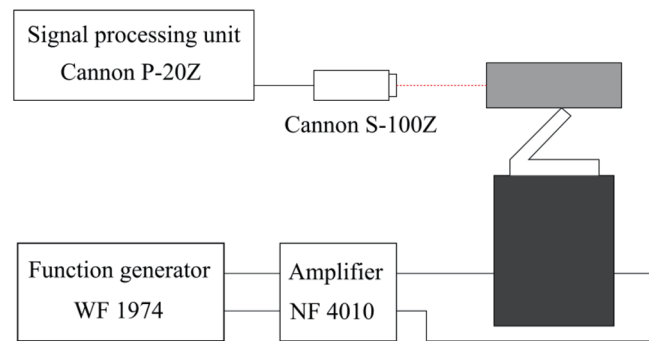 Signal processing unit
Cannon P-20Z
Cannon S-100Z
Function generator
WF 1974
Amplifier
NF 4010